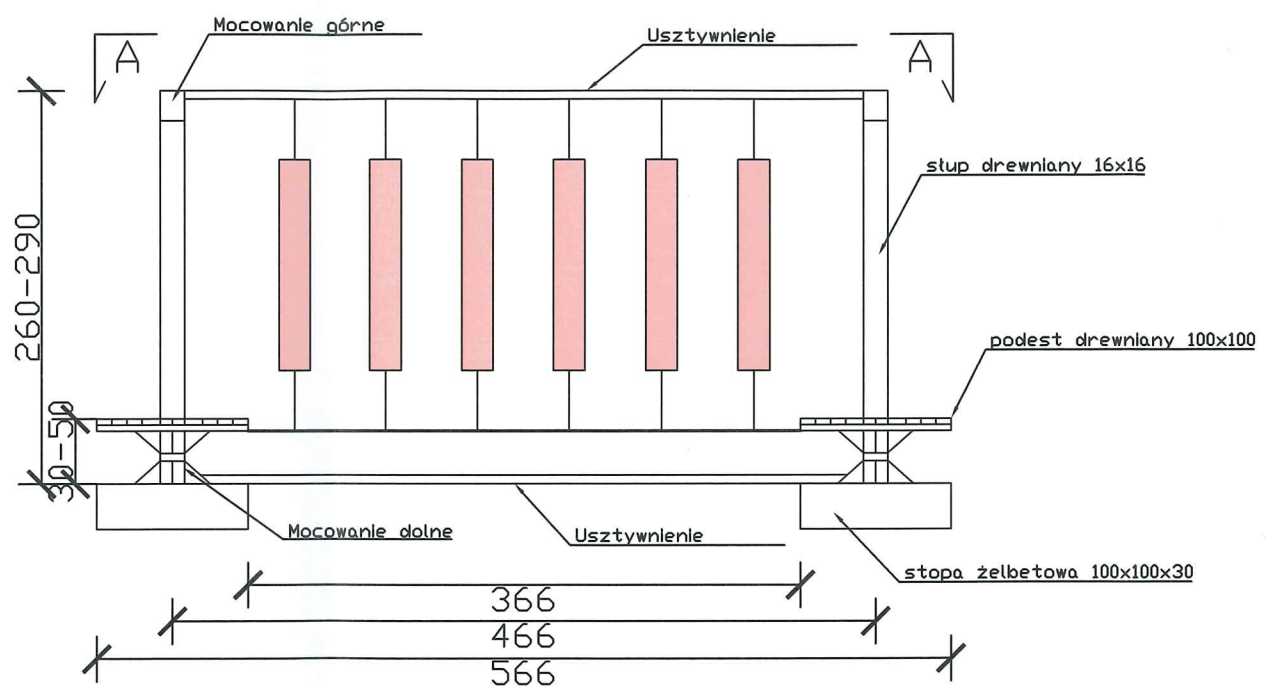 Mocowanie górne
Usztywnienie
A
A
słup drewniany 16x16
260-290
podest drewniany 100x100
30-50
Mocowanie dolne
Usztywnienie
stopa żelbetowa 100x100x30
366
466
566